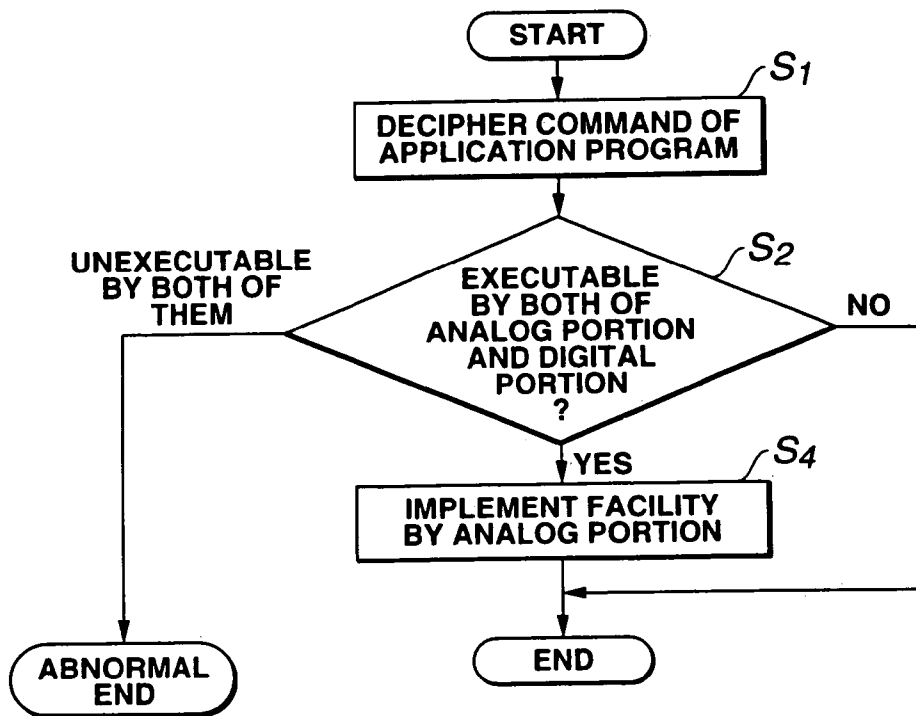 START
S1
DECIPHER COMMAND OF
APPLICATION PROGRAM
S2
UNEXECUTABLE
BY BOTH OF
THEM
EXECUTABLE
BY BOTH OF
ANALOG PORTION
AND DIGITAL
PORTION
?
NO
YES
S4
IMPLEMENT FACILITY
BY ANALOG PORTION
ABNORMAL
END
END